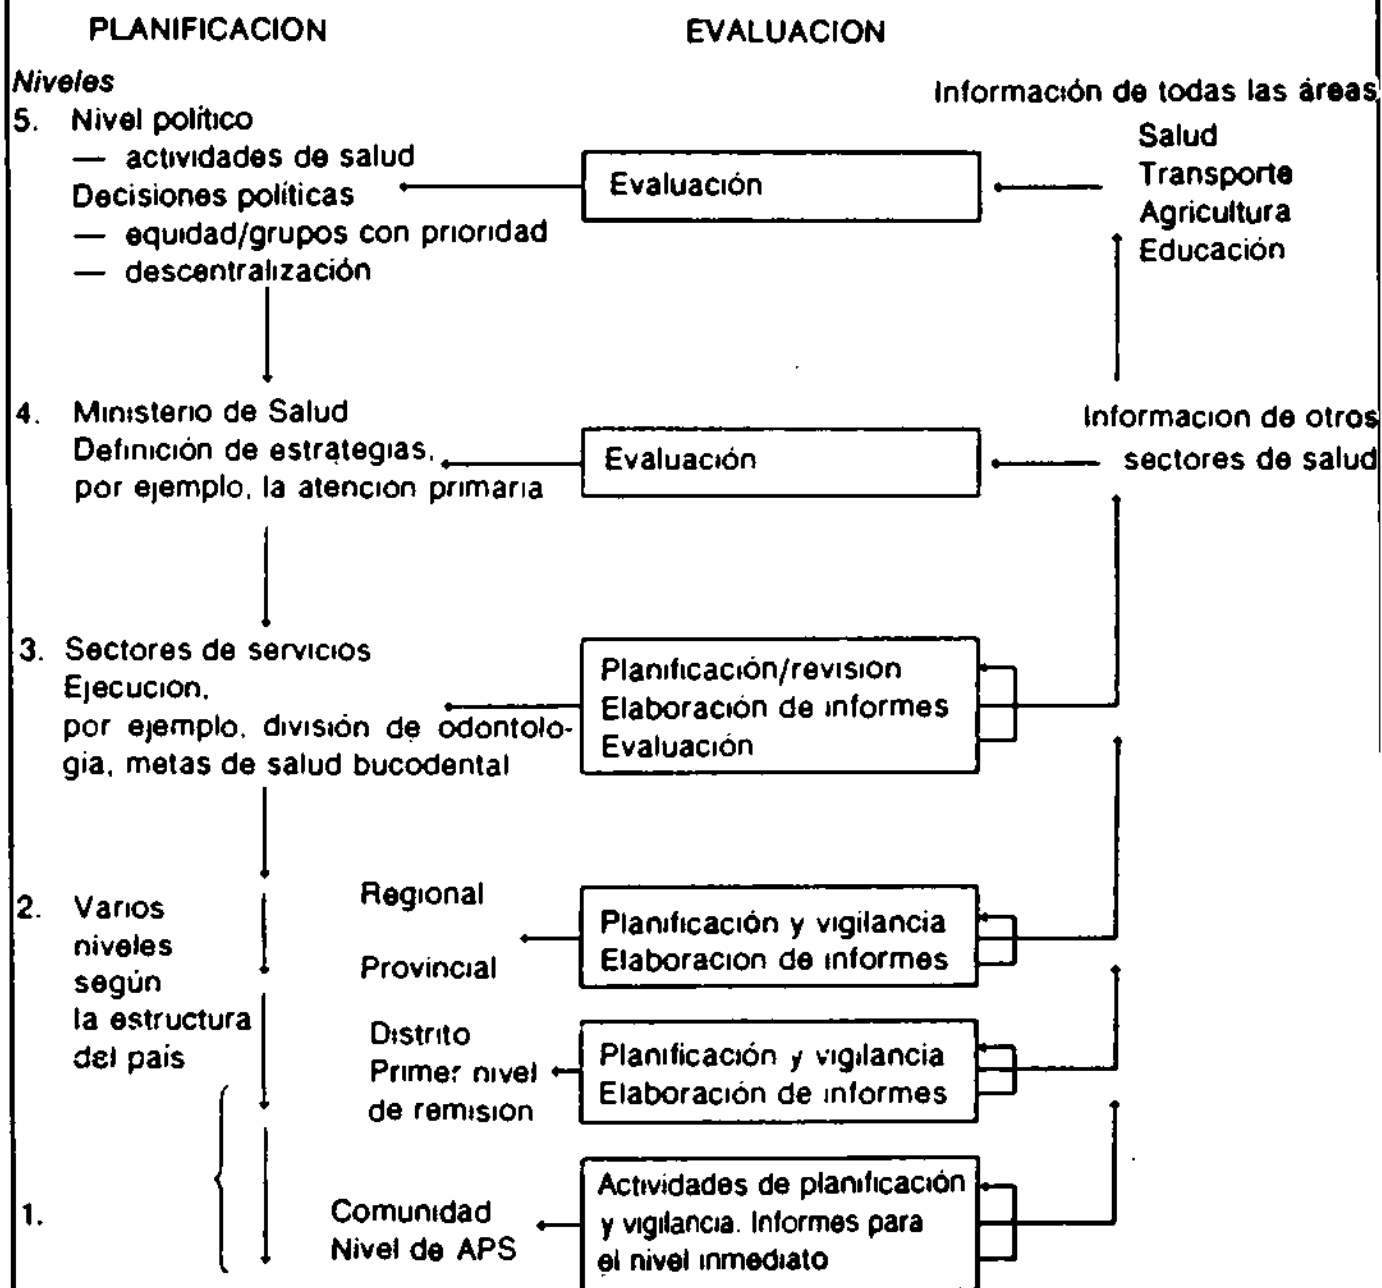 PLANIFICACION
EVALUACION
Niveles
Información de todas las áreas
Salud
Transporte
Agricultura
Educación
5. Nivel político
— actividades de salud
Decisiones políticas
— equidad/grupos con prioridad
— descentralización
Evaluación
4. Ministerio de Salud
Definición de estrategias,
por ejemplo, la atencion primaria
Evaluación
Informacion de otros
sectores de salud
3. Sectores de servicios
Ejecucion,
por ejemplo, división de odontolo-
gia, metas de salud bucodental
Planificación/revision
Elaboración de informes
Evaluación
2. Varios
niveles
según
la estructura
del pais
Regional
Provincial
Planificación y vigilancia
Elaboracion de informes
Distrito
Primer nivel
de remision
Planificación y vigilancia
Elaboración de informes
1.
Comunidad
Nivel de APS
Actividades de planificación
y vigilancia. Informes para
el nivel inmediato